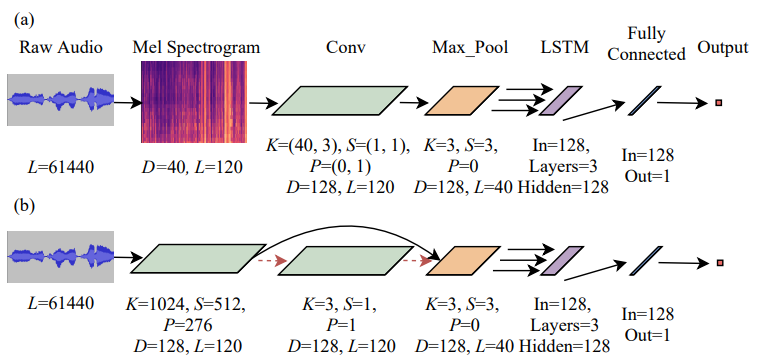 (a)
Raw Audio
Mel Spectrogram
Conv
Max_Pool
LSTM
Fully
Connected
Output
L=61440
D=40, L=120
K=(40, 3), S=(1, 1),
P=(0, 1)
D=128, L=120
K=3, S=3,
P=0
D=128, L=40
In=128,
Layers=3
Hidden=128
In=128
Out=1
(b)
L=61440
K=1024, S=512,
P=276
D=128, L=120
K=3, S=1,
P=1
D=128, L=120
K=3, S=3,
P=0
D=128, L=40
In=128,
Layers=3
Hidden=128
In=128
Out=1